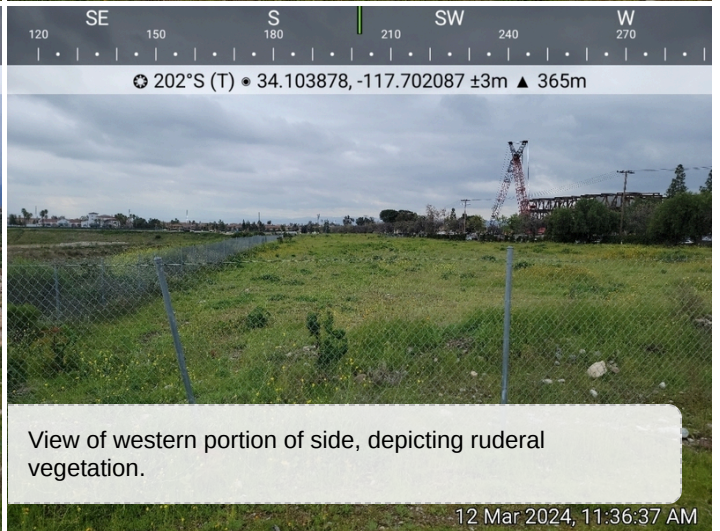 SE S SW W
120 150 180 210 240 270
202°S (T) 34.103878, -117.702087 ±3m ▲ 365m
View of western portion of side, depicting ruderal
vegetation.
12 Mar 2024, 11:36:37 AM